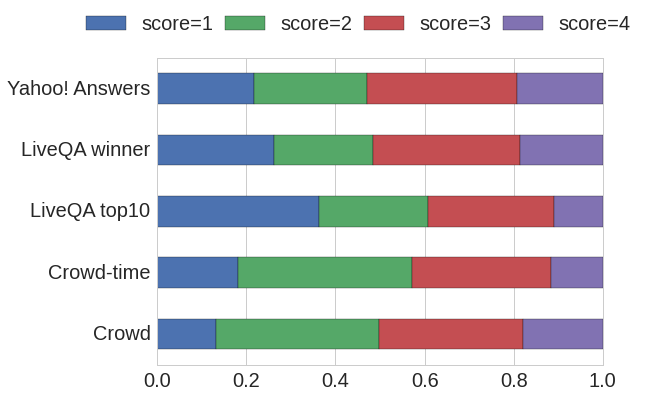 score=1 score=2 score=3 score=4
Yahoo! Answers
LiveQA winner
LiveQA top10
Crowd-time
Crowd
0.0 0.2 0.4 0.6 0.8 1.0